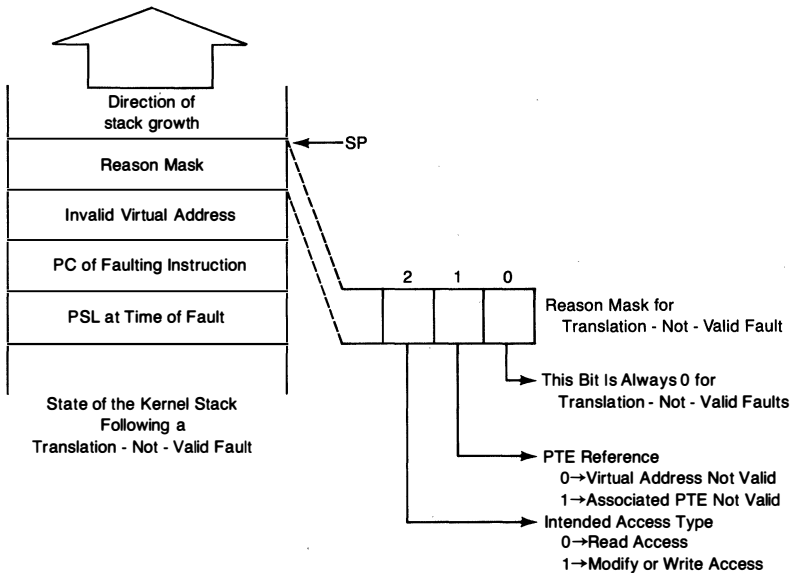 Direction of
stack growth
SP
Reason Mask
Invalid Virtual Address
PC of Faulting Instruction
PSL at Time of Fault
State of the Kernel Stack
Following a
Translation - Not - Valid Fault
2 1 0
Reason Mask for
Translation - Not - Valid Fault
This Bit Is Always 0 for
Translation - Not - Valid Faults
PTE Reference
0→Virtual Address Not Valid
1→Associated PTE Not Valid
Intended Access Type
0→Read Access
1→Modify or Write Access